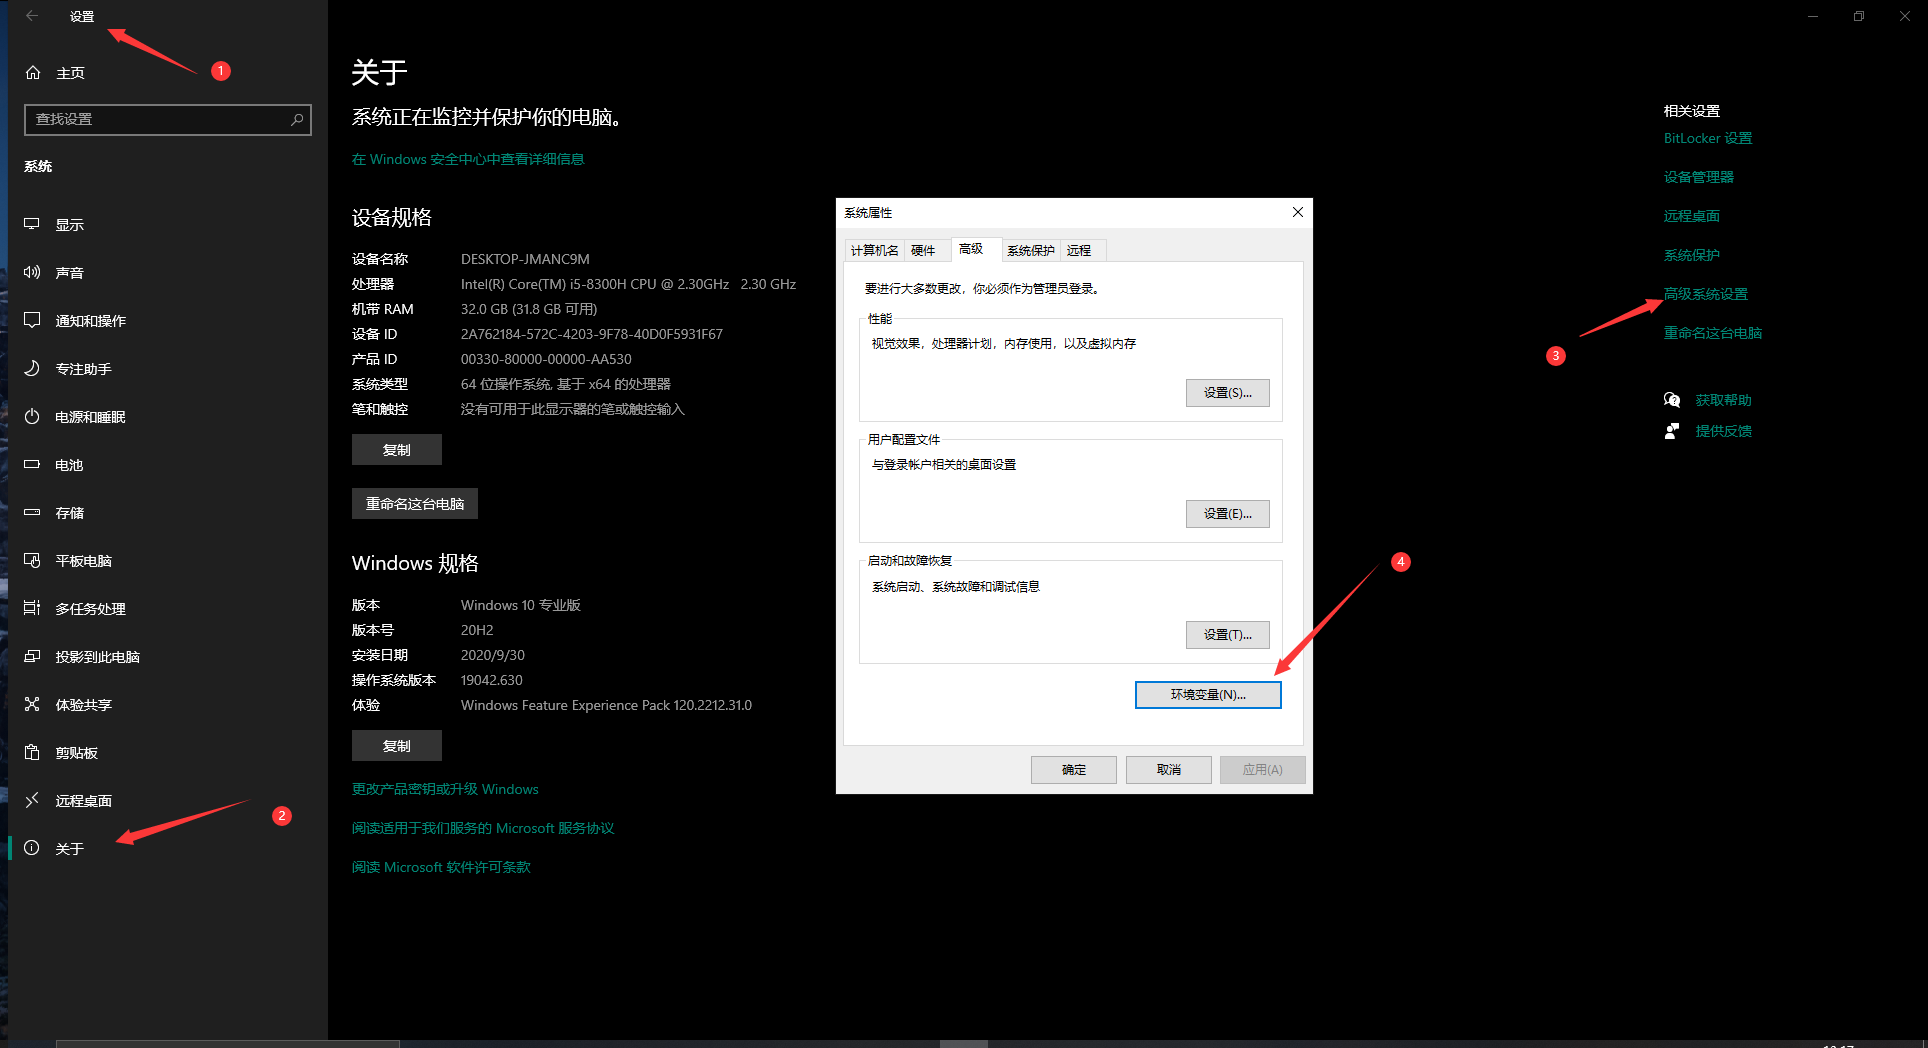 设置
1
主页
查找设置
系统
显示
声音
通知和操作
专注助手
电源和睡眠
电池
存储
平板电脑
多任务处理
投影到此电脑
体验共享
剪贴板
远程桌面
2
关于
关于
系统正在监控并保护你的电脑。
在 Windows 安全中心中查看详细信息
设备规格
设备名称 DESKTOP-JMANC9M
处理器 Intel(R) Core(TM) i5-8300H CPU @ 2.30GHz 2.30 GHz
机带 RAM 32.0 GB (31.8 GB 可用)
设备 ID 2A762184-572C-4203-9F78-40D0F5931F67
产品 ID 00330-80000-00000-AA530
系统类型 64 位操作系统, 基于 x64 的处理器
笔和触控 没有可用于此显示器的笔或触控输入
复制
重命名这台电脑
Windows 规格
版本 Windows 10 专业版
版本号 20H2
安装日期 2020/9/30
操作系统版本 19042.630
体验 Windows Feature Experience Pack 120.2212.31.0
复制
更改产品密钥或升级 Windows
阅读适用于我们服务的 Microsoft 服务协议
阅读 Microsoft 软件许可条款
系统属性
计算机名 硬件 高级 系统保护 远程
要进行大多数更改，你必须作为管理员登录。
性能
视觉效果，处理器计划，内存使用，以及虚拟内存
设置(S)...
用户配置文件
与登录帐户相关的桌面设置
设置(E)...
启动和故障恢复
系统启动、系统故障和调试信息
设置(T)...
4
环境变量(N)...
确定 取消 应用(A)
相关设置
BitLocker 设置
设备管理器
远程桌面
系统保护
高级系统设置
3
重命名这台电脑
获取帮助
提供反馈